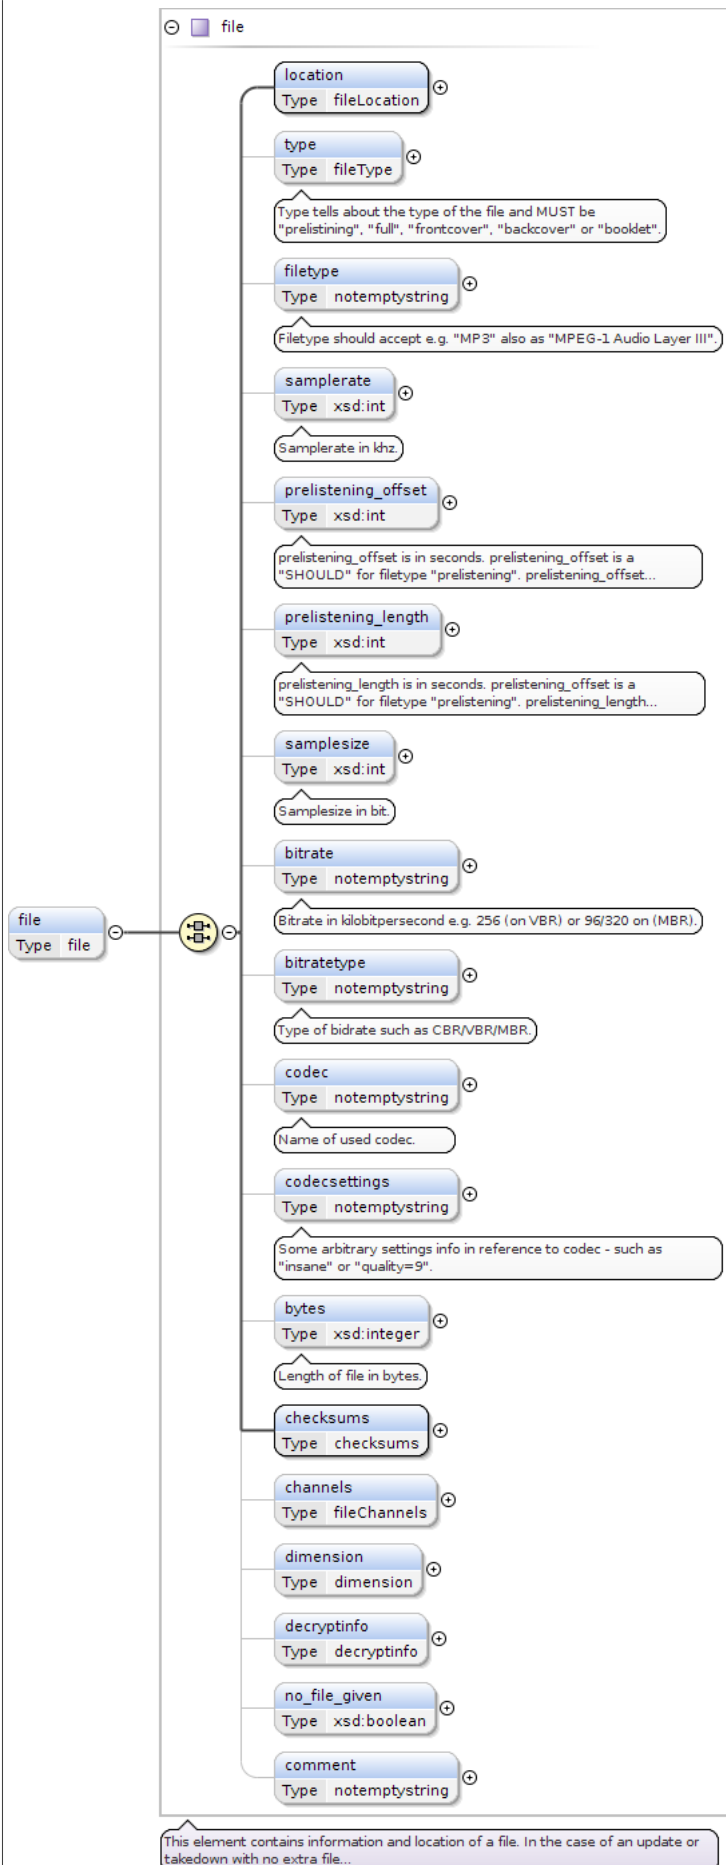 file
location
Type fileLocation
type
Type fileType
Type tells about the type of the file and MUST be
"prelistining", "full", "frontcover", "backcover" or "booklet".
filetype
Type notemptystring
Filetype should accept e.g. "MP3" also as "MPEG-1 Audio Layer III".
samplerate
Type xsd:int
Samplerate in khz.
prelistening_offset
Type xsd:int
prelistening_offset is in seconds. prelistening_offset is a
"SHOULD" for filetype "prelistening". prelistening_offset...
prelistening_length
Type xsd:int
prelistening_length is in seconds. prelistening_offset is a
"SHOULD" for filetype "prelistening". prelistening_length...
samplesize
Type xsd:int
Samplesize in bit.
bitrate
Type notemptystring
Bitrate in kilobitpersecond e.g. 256 (on VBR) or 96/320 on (MBR).
file
Type file
bitratetype
Type notemptystring
Type of bidrate such as CBR/VBR/MBR.
codec
Type notemptystring
Name of used codec.
codecsettings
Type notemptystring
Some arbitrary settings info in reference to codec - such as
"insane" or "quality=9".
bytes
Type xsd:integer
Length of file in bytes.
checksums
Type checksums
channels
Type fileChannels
dimension
Type dimension
decryptinfo
Type decryptinfo
no_file_given
Type xsd:boolean
comment
Type notemptystring
This element contains information and location of a file. In the case of an update or
takedown with no extra file...